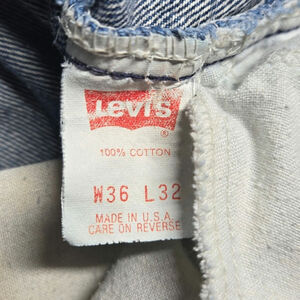 Levi's
®
100% COTTON
W36 L32
MADE IN U.S.A.
CARE ON REVERSE